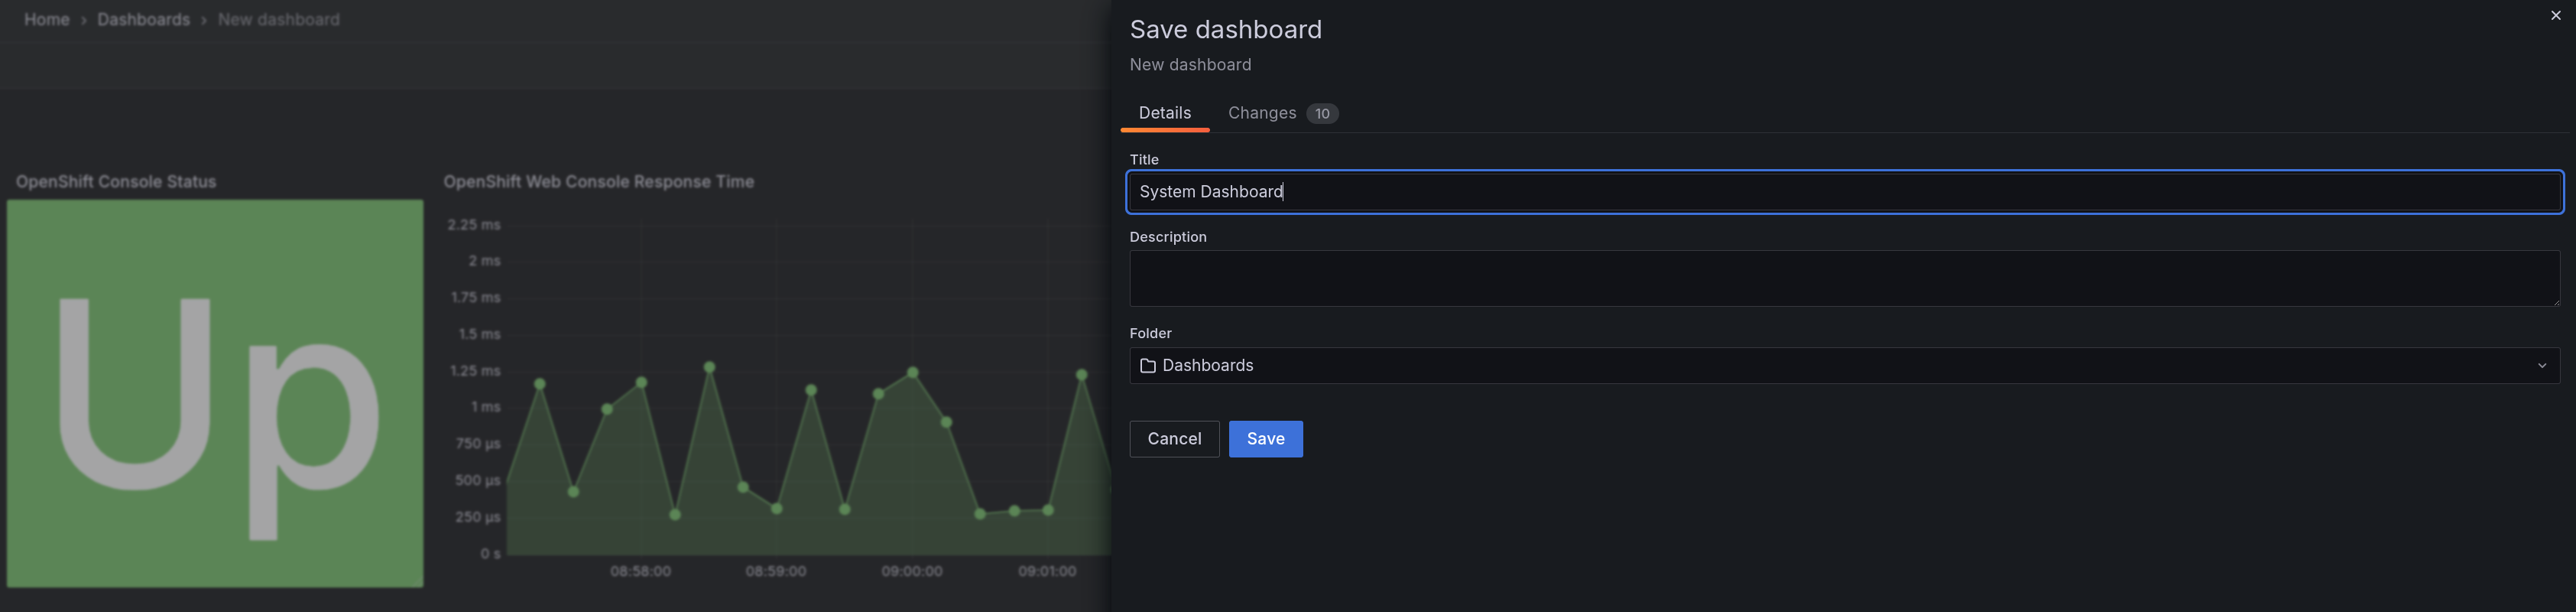 Home › Dashboards › New dashboard
OpenShift Console Status
Up
OpenShift Web Console Response Time
2.25 ms
2 ms
1.75 ms
1.5 ms
1.25 ms
1 ms
750 µs
500 µs
250 µs
0 s
08:58:00 08:59:00 09:00:00 09:01:00
Save dashboard
New dashboard
Details Changes 10
Title
System Dashboard
Description
Folder
Dashboards
Cancel Save